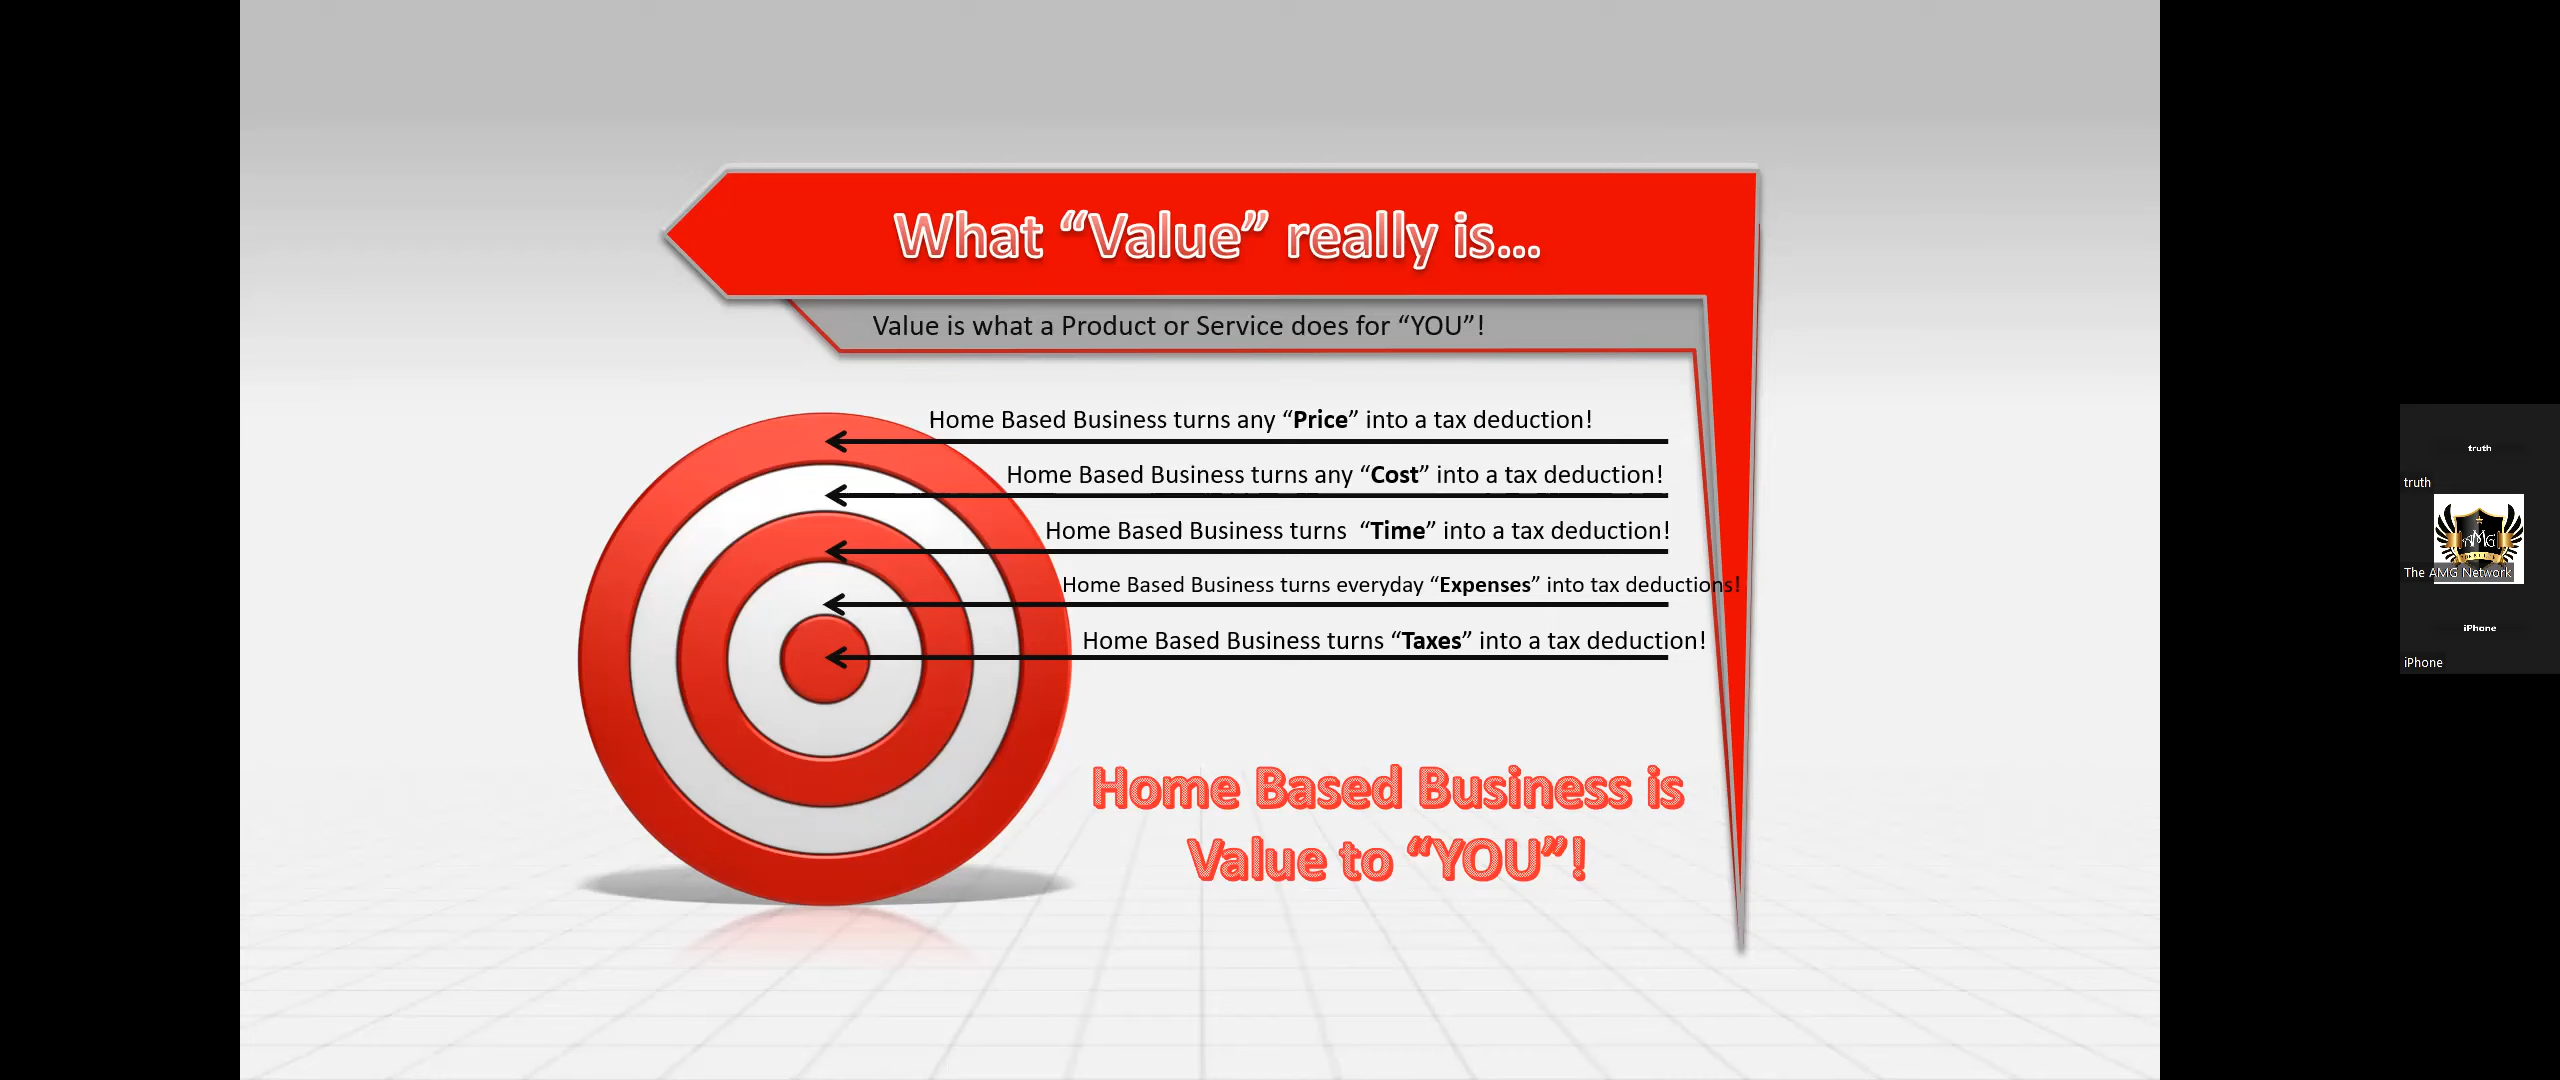 What “Value” really is...
Value is what a Product or Service does for “YOU”!
Home Based Business turns any “Price” into a tax deduction!
Home Based Business turns any “Cost” into a tax deduction!
Home Based Business turns “Time” into a tax deduction!
Home Based Business turns everyday “Expenses” into tax deductions!
Home Based Business turns “Taxes” into a tax deduction!
Home Based Business is
Value to “YOU”!
truth
truth
AMG
The AMG Network
iPhone
iPhone